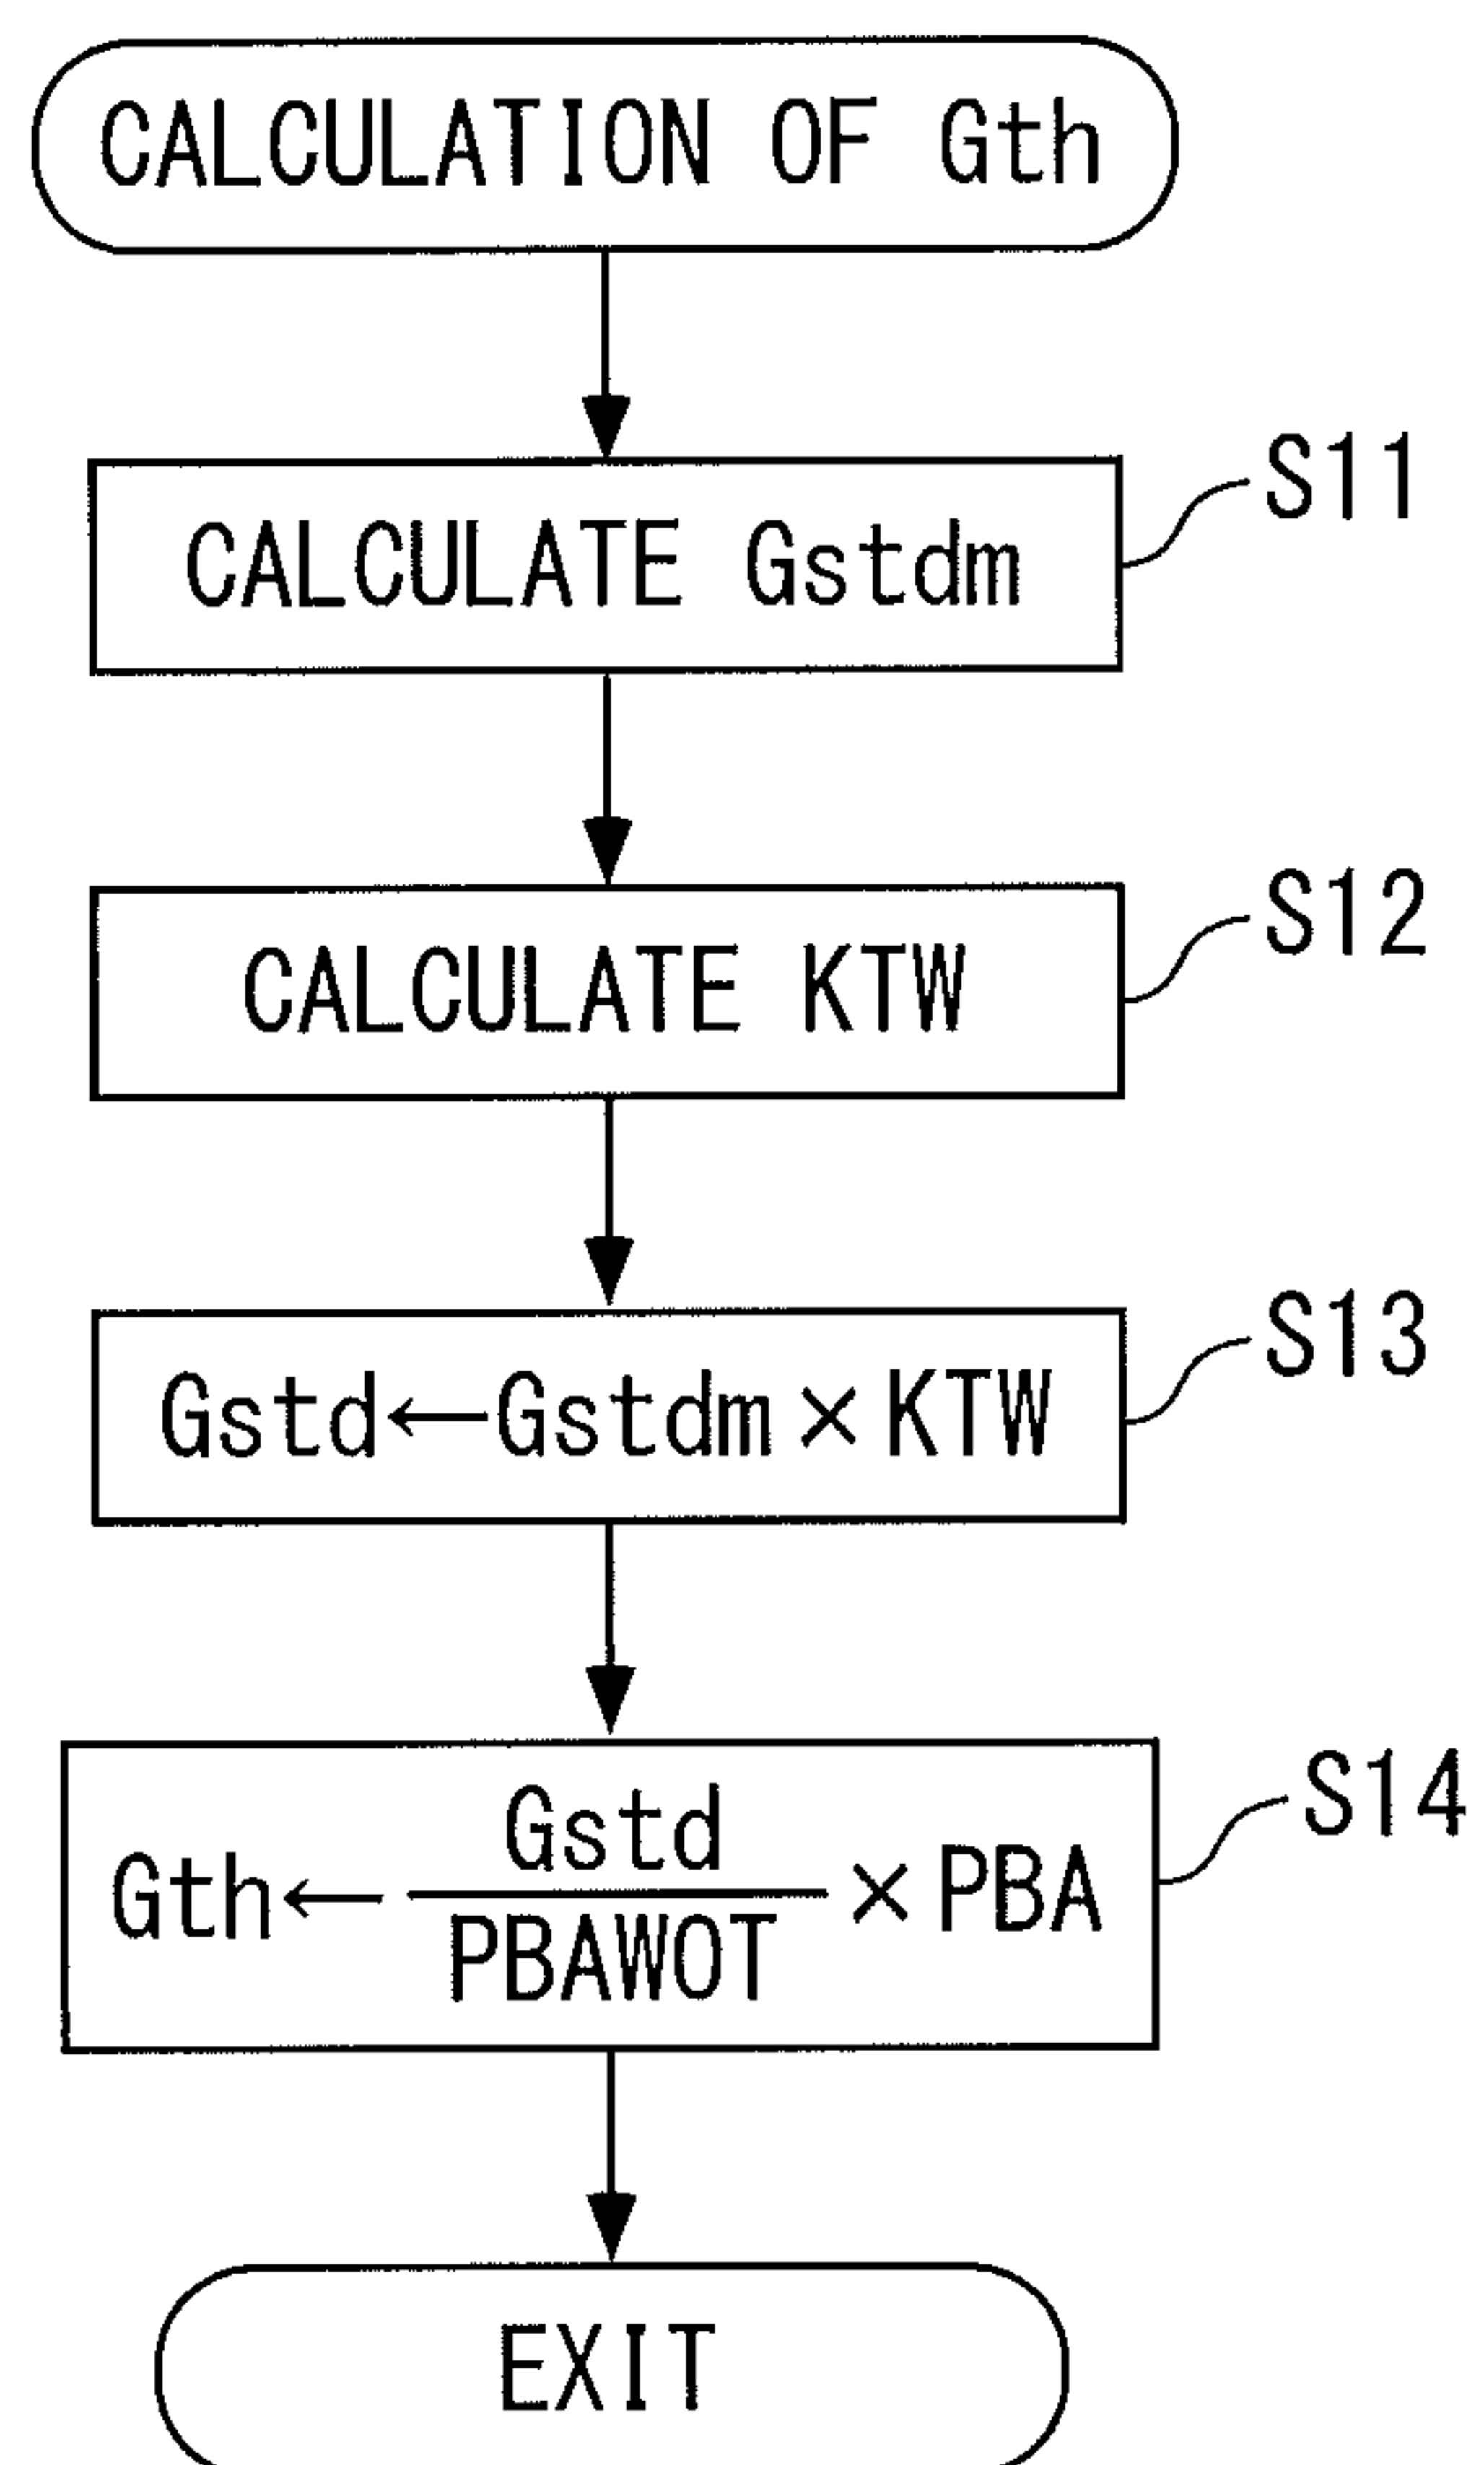 CALCULATION OF Gth
S11
CALCULATE Gstdm
S12
CALCULATE KTW
S13
Gstd←Gstdm×KTW
S14
Gstd
Gth← ×PBA
PBAWOT
EXIT